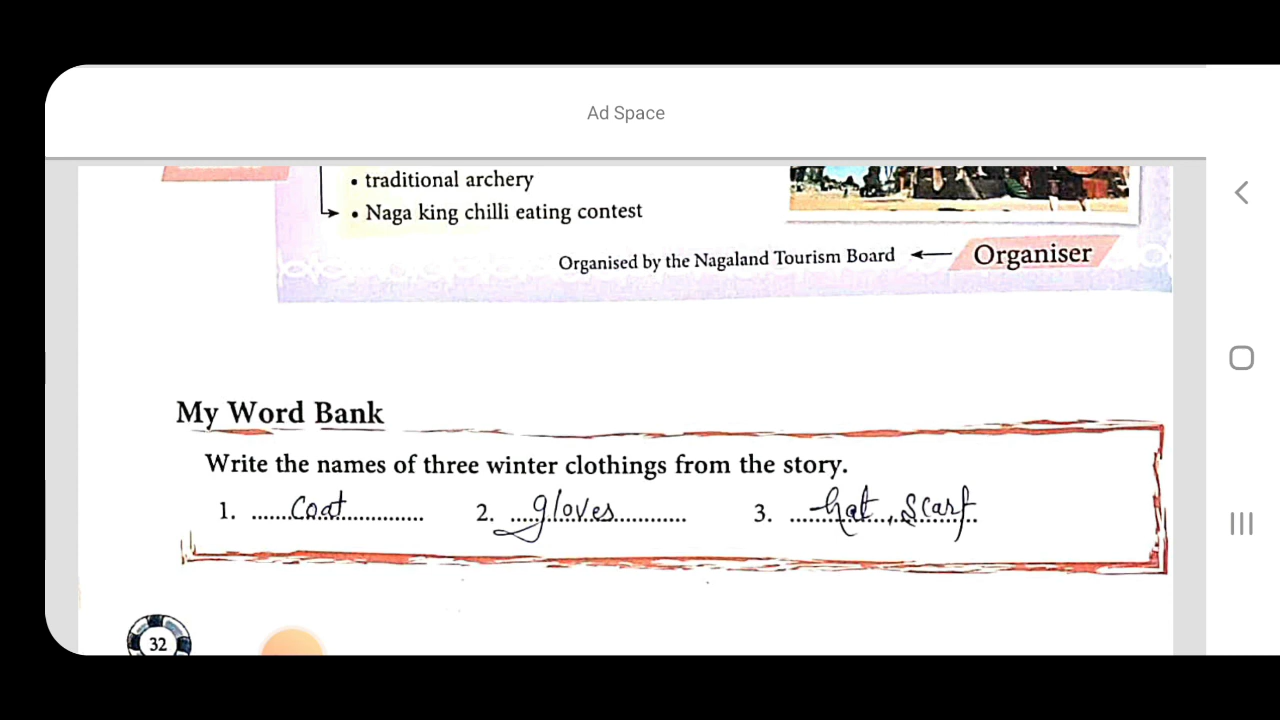 Ad Space
• traditional archery
• Naga king chilli eating contest
Organised by the Nagaland Tourism Board ← Organiser
My Word Bank
Write the names of three winter clothings from the story.
1. ......coat.............. 2. ....gloves............ 3. ....hat..,scarf..
32